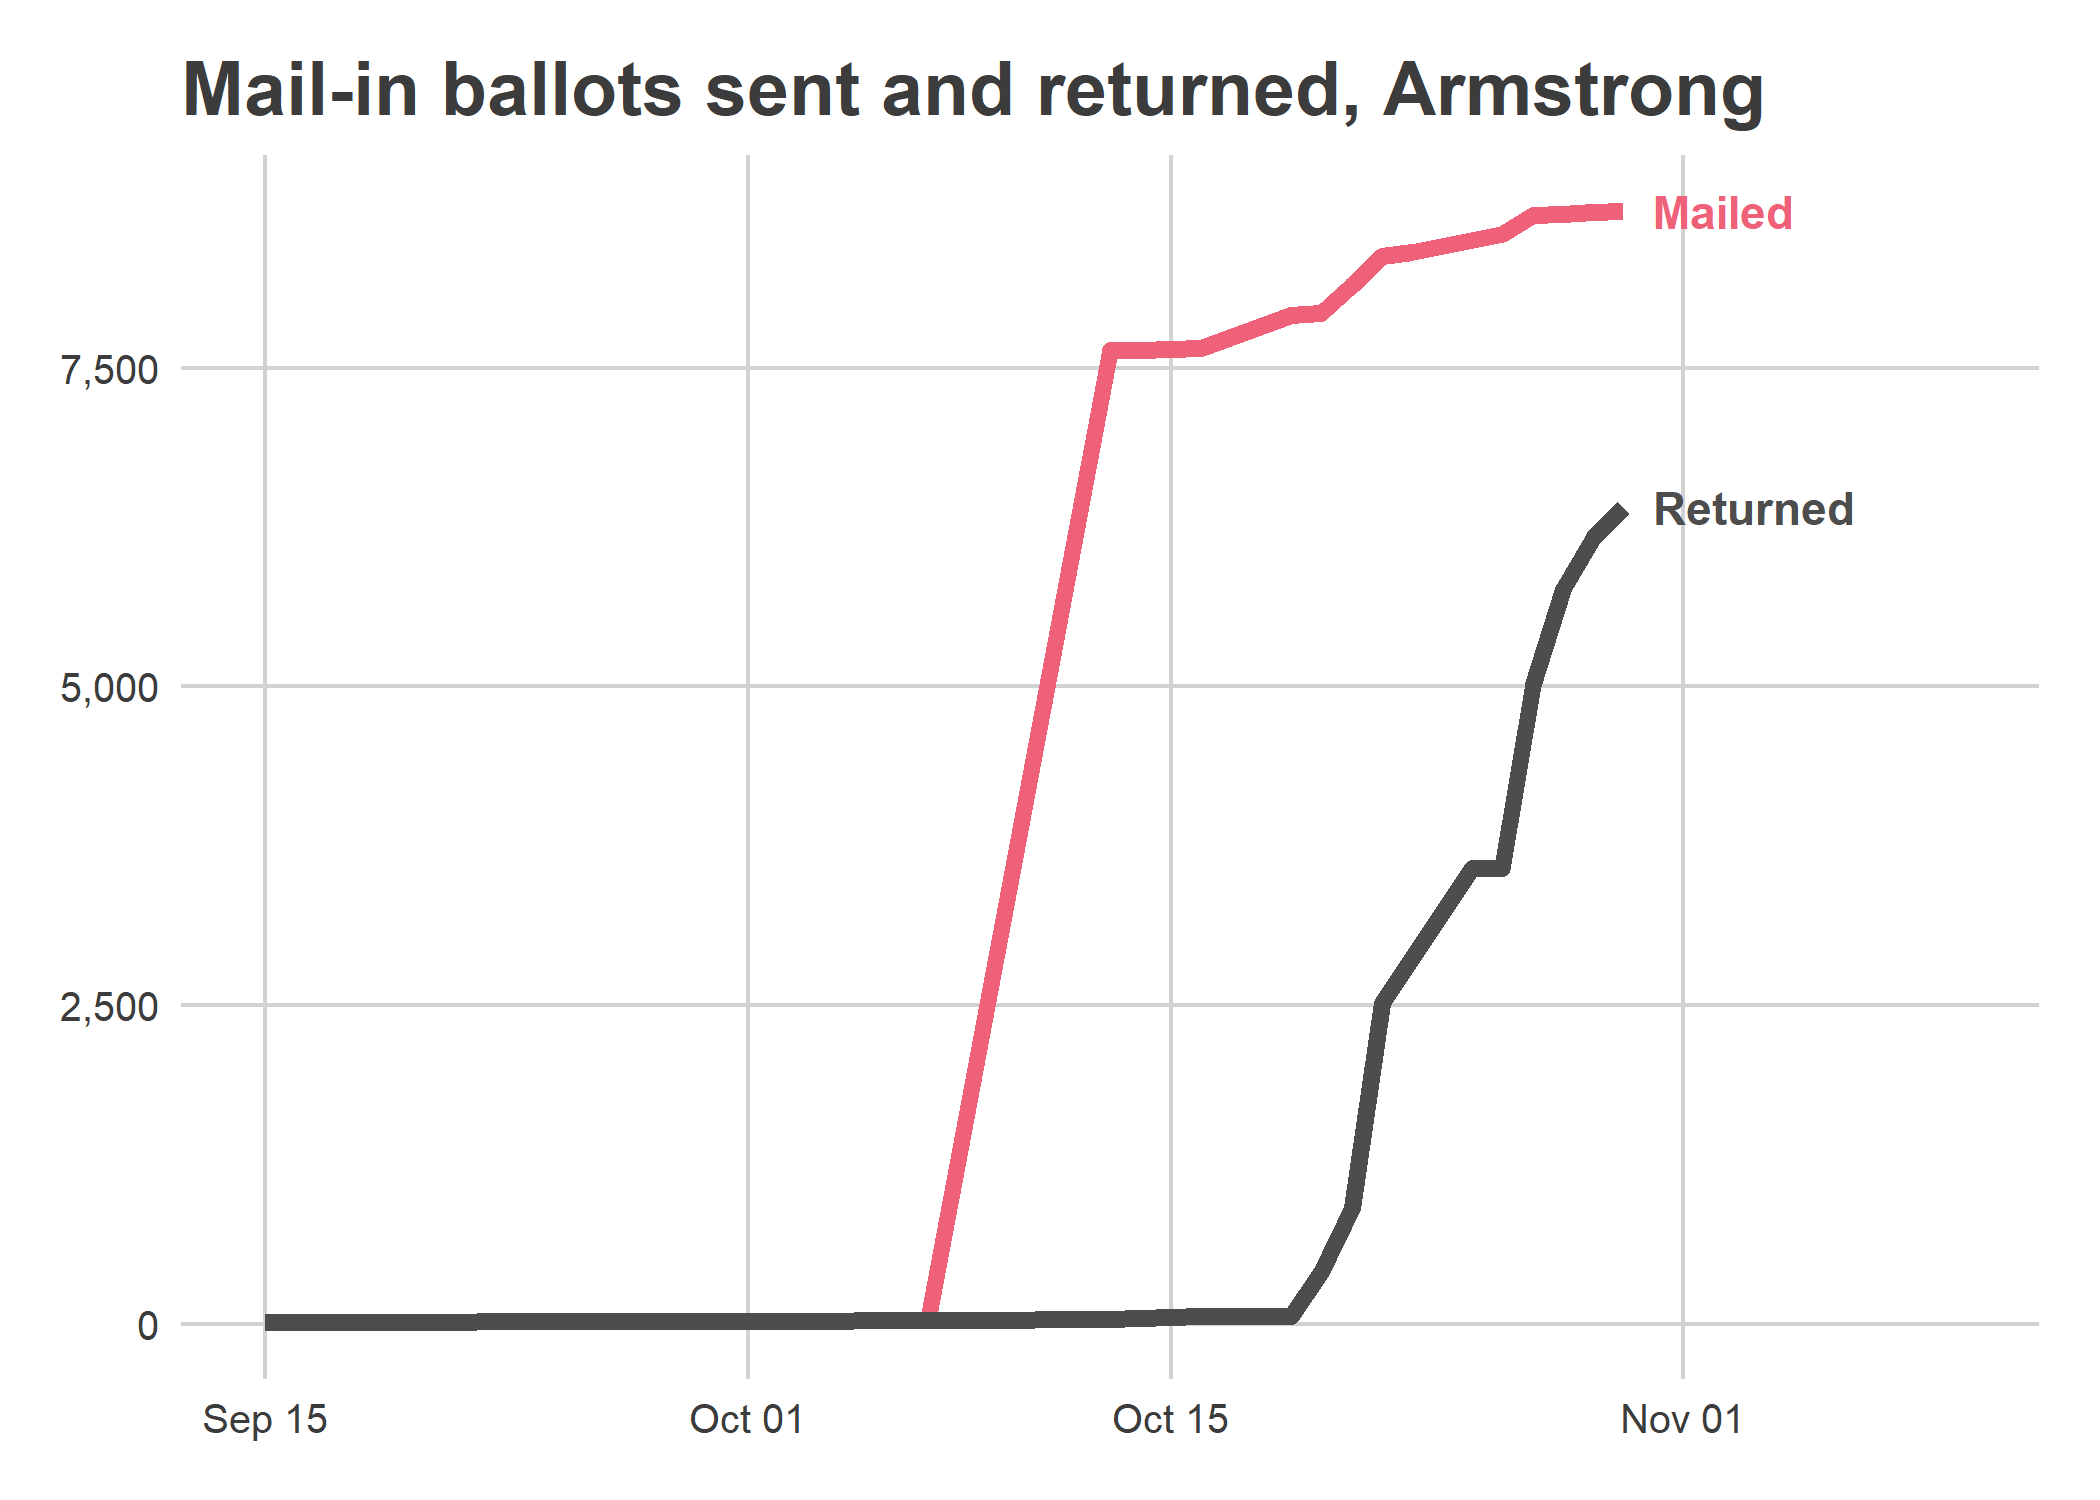 Mail-in ballots sent and returned, Armstrong
Mailed
7,500
Returned
5,000
2,500
0
Sep 15
Oct 01
Oct 15
Nov 01